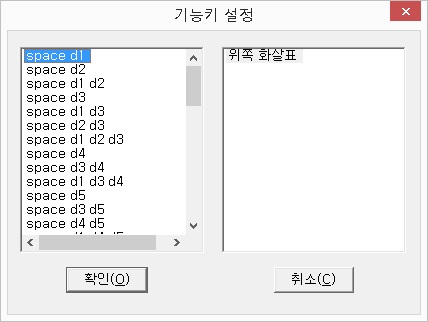 기능키 설정
space d1
space d2
space d1 d2
space d3
space d1 d3
space d2 d3
space d1 d2 d3
space d4
space d3 d4
space d1 d3 d4
space d5
space d3 d5
space d4 d5
위쪽 화살표
확인(O)
취소(C)